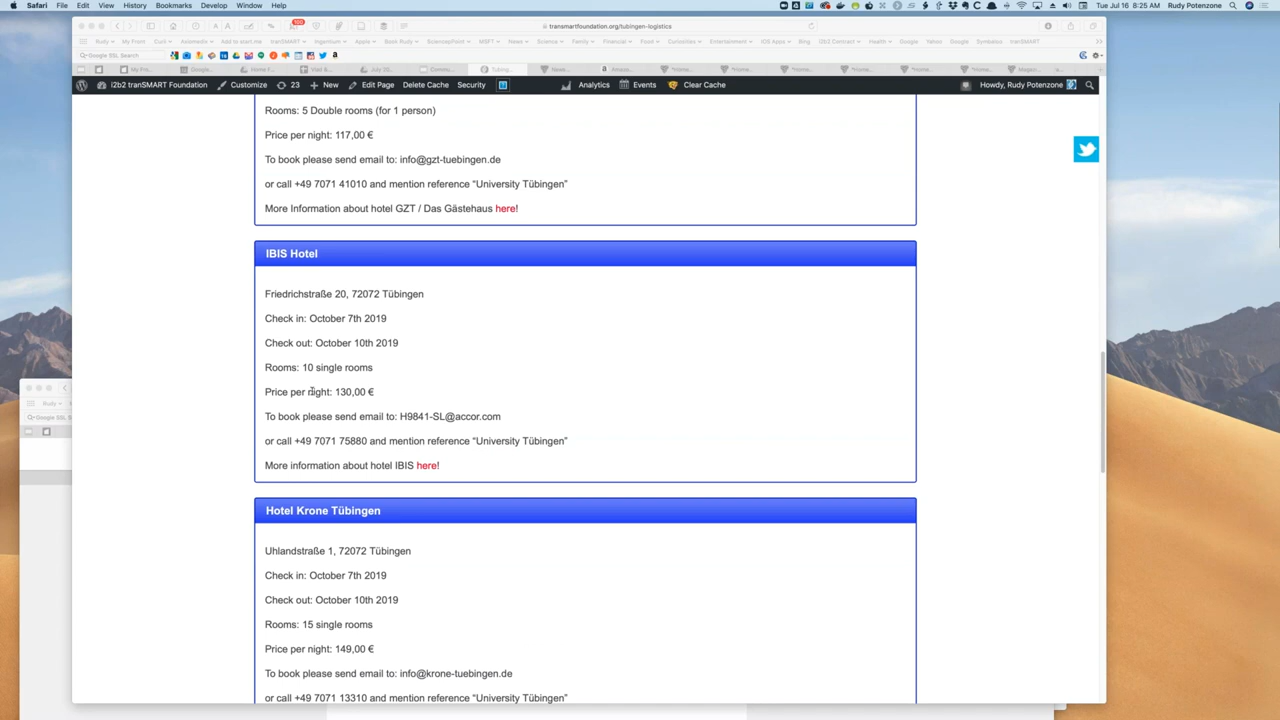 Safari File Edit View History Bookmarks Develop Window Help Tue Jul 16 8:25 AM Rudy Potenzone
100
transmartfoundation.org/tubingen-logistics
Google SSL Search
i2b2 tranSMART Foundation Customize 23 New Edit Page Delete Cache Security Analytics Events Clear Cache Howdy, Rudy Potenzone
Rooms: 5 Double rooms (for 1 person)
Price per night: 117,00 €
To book please send email to: info@gzt-tuebingen.de
or call +49 7071 41010 and mention reference “University Tübingen”
More Information about hotel GZT / Das Gästehaus here!
IBIS Hotel
Friedrichstraße 20, 72072 Tübingen
Check in: October 7th 2019
Check out: October 10th 2019
Rooms: 10 single rooms
Price per night: 130,00 €
To book please send email to: H9841-SL@accor.com
or call +49 7071 75880 and mention reference “University Tübingen”
More information about hotel IBIS here!
Hotel Krone Tübingen
Uhlandstraße 1, 72072 Tübingen
Check in: October 7th 2019
Check out: October 10th 2019
Rooms: 15 single rooms
Price per night: 149,00 €
To book please send email to: info@krone-tuebingen.de
or call +49 7071 13310 and mention reference “University Tübingen”